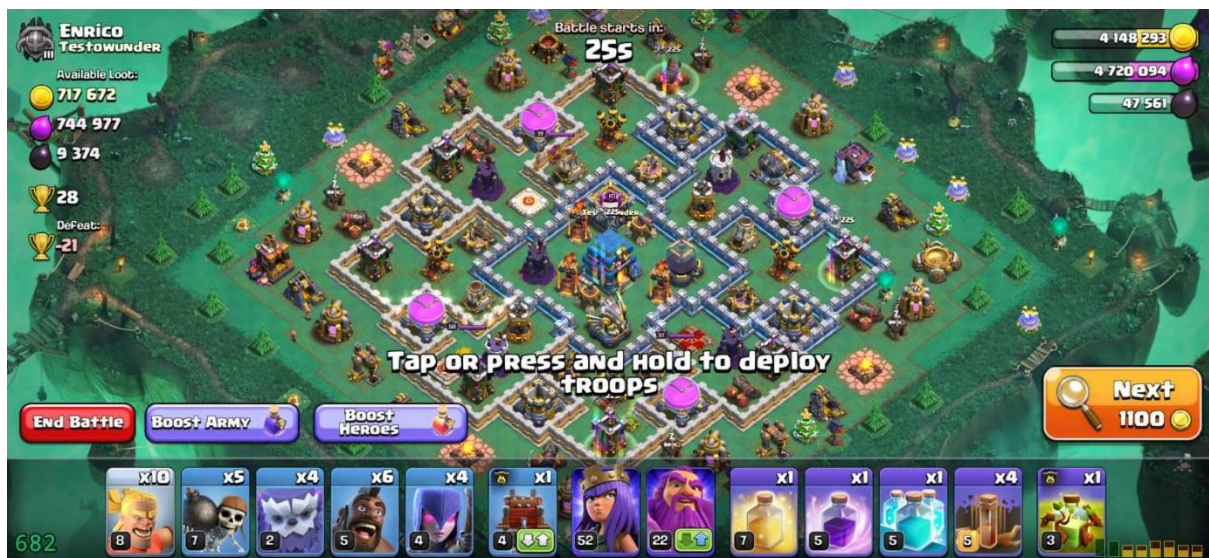 ENRICO
TESTOWUNDER
Available Loot:
717 672
744 977
9 374
28
Defeat:
-21
III
Battle starts in:
25s
4 148 293
4 720 094
47 561
Tap or press and hold to deploy
troops
End Battle
Boost Army
Boost
Heroes
Next
1100
x10
x5
x4
x6
x4
x1
x1
x1
x1
x4
x1
8
7
2
5
4
4
52
22
7
5
5
5
3
682